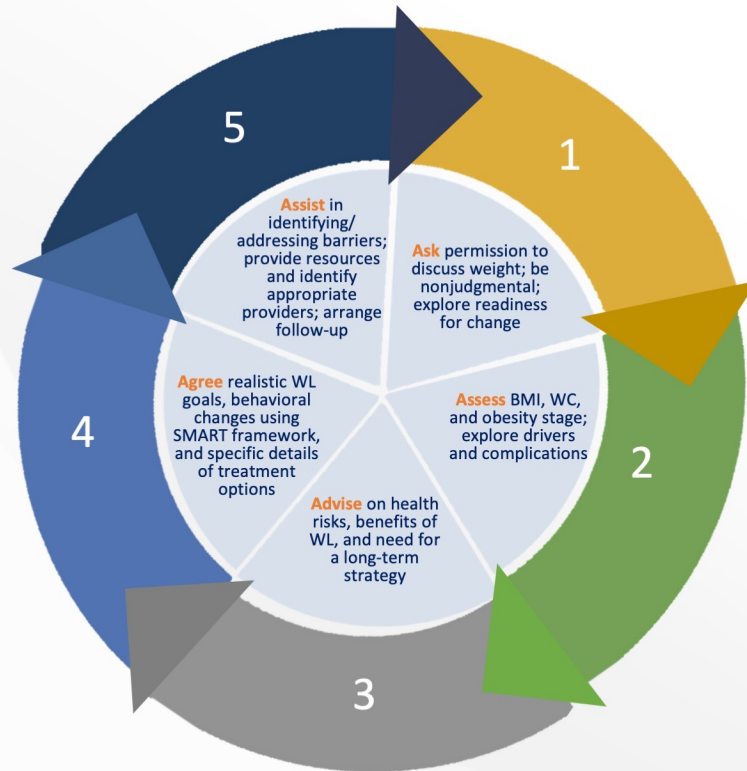 1
Ask permission to
discuss weight; be
nonjudgmental;
explore readiness
for change
2
Assess BMI, WC,
and obesity stage;
explore drivers
and complications
3
Advise on health
risks, benefits of
WL, and need for
a long-term
strategy
4
Agree realistic WL
goals, behavioral
changes using
SMART framework,
and specific details
of treatment
options
5
Assist in
identifying/
addressing barriers;
provide resources
and identify
appropriate
providers; arrange
follow-up